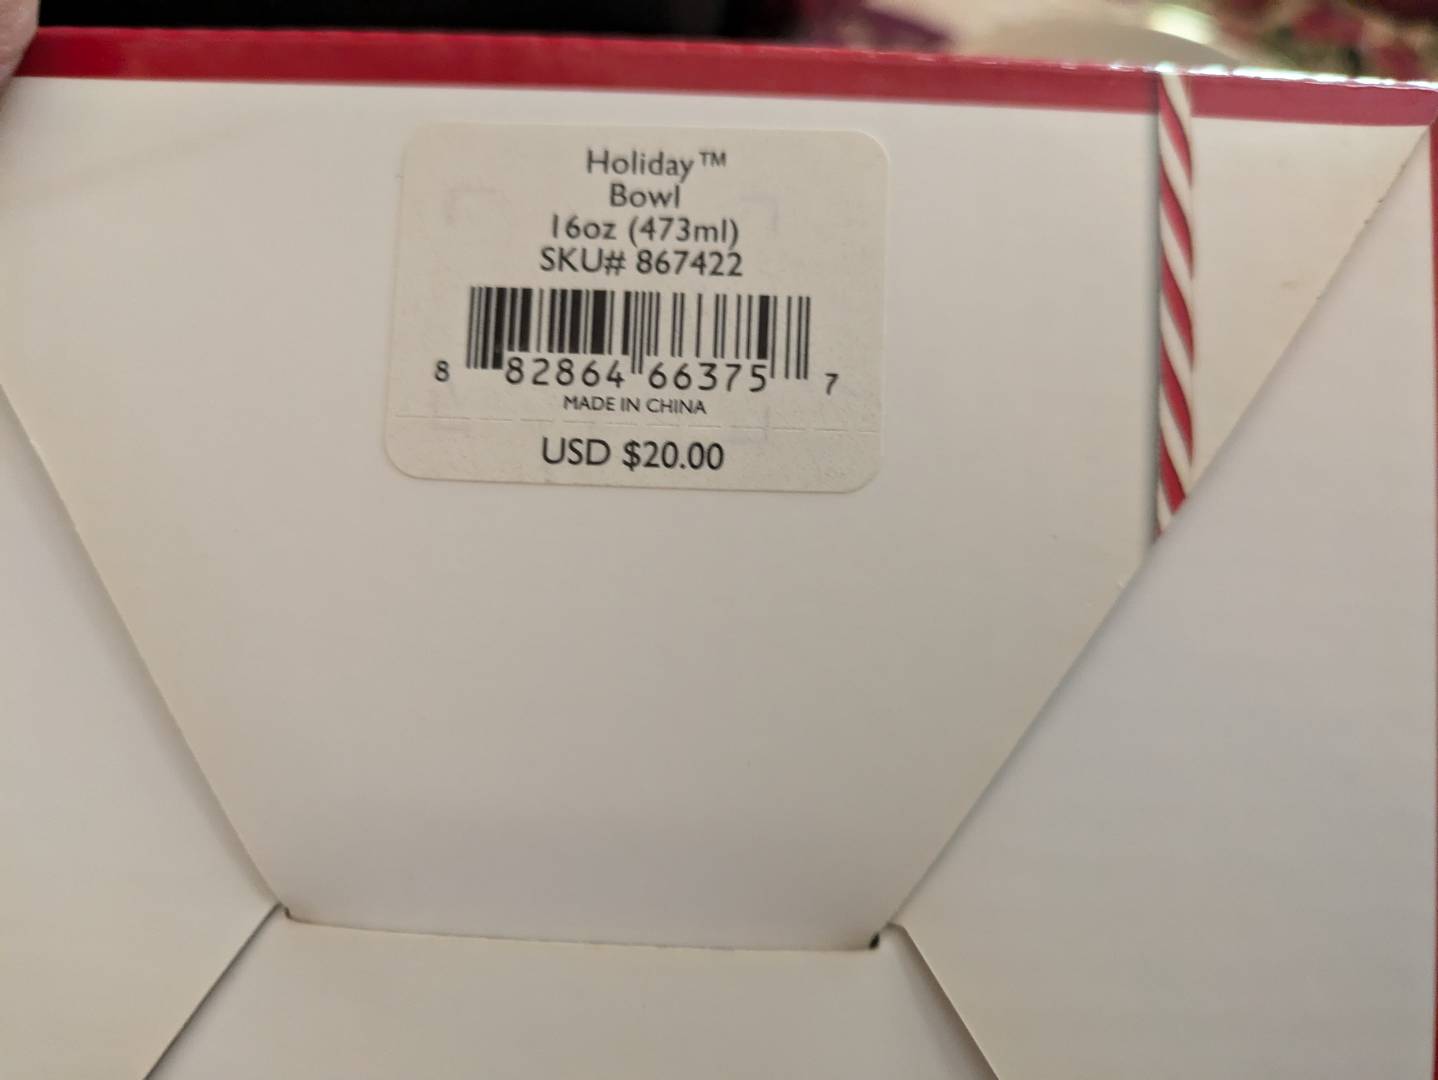 Holiday™
Bowl
16oz (473ml)
SKU# 867422
8 82864 66375 7
MADE IN CHINA
USD $20.00